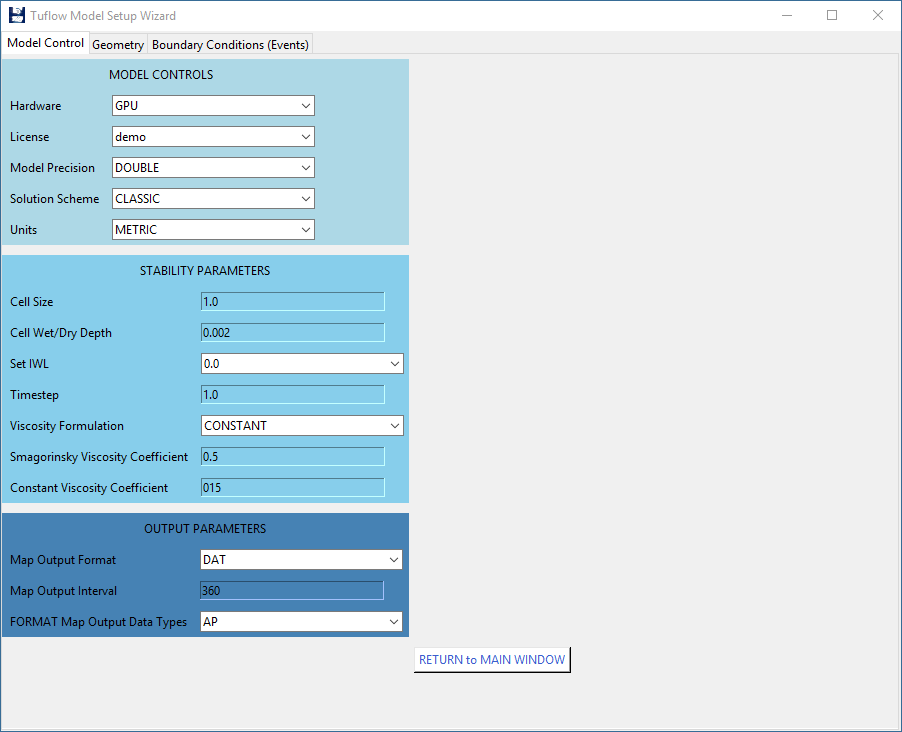 Tuflow Model Setup Wizard
Model Control Geometry Boundary Conditions (Events)
MODEL CONTROLS
Hardware GPU
License demo
Model Precision DOUBLE
Solution Scheme CLASSIC
Units METRIC
STABILITY PARAMETERS
Cell Size 1.0
Cell Wet/Dry Depth 0.002
Set IWL 0.0
Timestep 1.0
Viscosity Formulation CONSTANT
Smagorinsky Viscosity Coefficient 0.5
Constant Viscosity Coefficient 015
OUTPUT PARAMETERS
Map Output Format DAT
Map Output Interval 360
FORMAT Map Output Data Types AP
RETURN to MAIN WINDOW